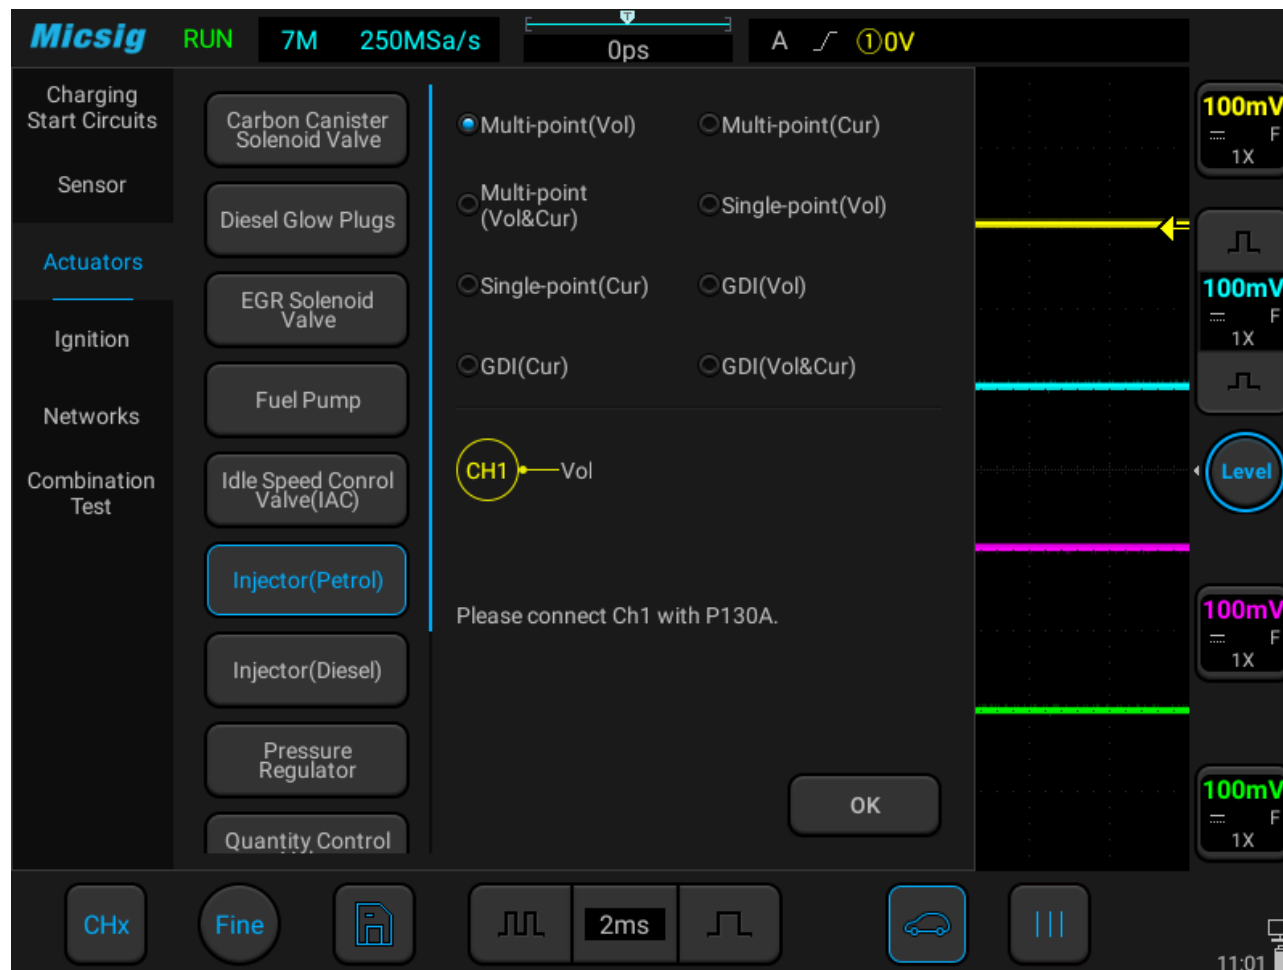 Micsig RUN 7M 250MSa/s T 0ps A 1 0V
Charging
Start Circuits
Sensor
Actuators
Ignition
Networks
Combination
Test
Carbon Canister
Solenoid Valve
Diesel Glow Plugs
EGR Solenoid
Valve
Fuel Pump
Idle Speed Conrol
Valve(IAC)
Injector(Petrol)
Injector(Diesel)
Pressure
Regulator
Quantity Control
Multi-point(Vol) Multi-point(Cur)
Multi-point
(Vol&Cur)
Single-point(Vol)
Single-point(Cur) GDI(Vol)
GDI(Cur) GDI(Vol&Cur)
CH1 Vol
Please connect Ch1 with P130A.
OK
100mV
F
1X
100mV
F
1X
Level
100mV
F
1X
100mV
F
1X
CHx Fine 2ms
11:01